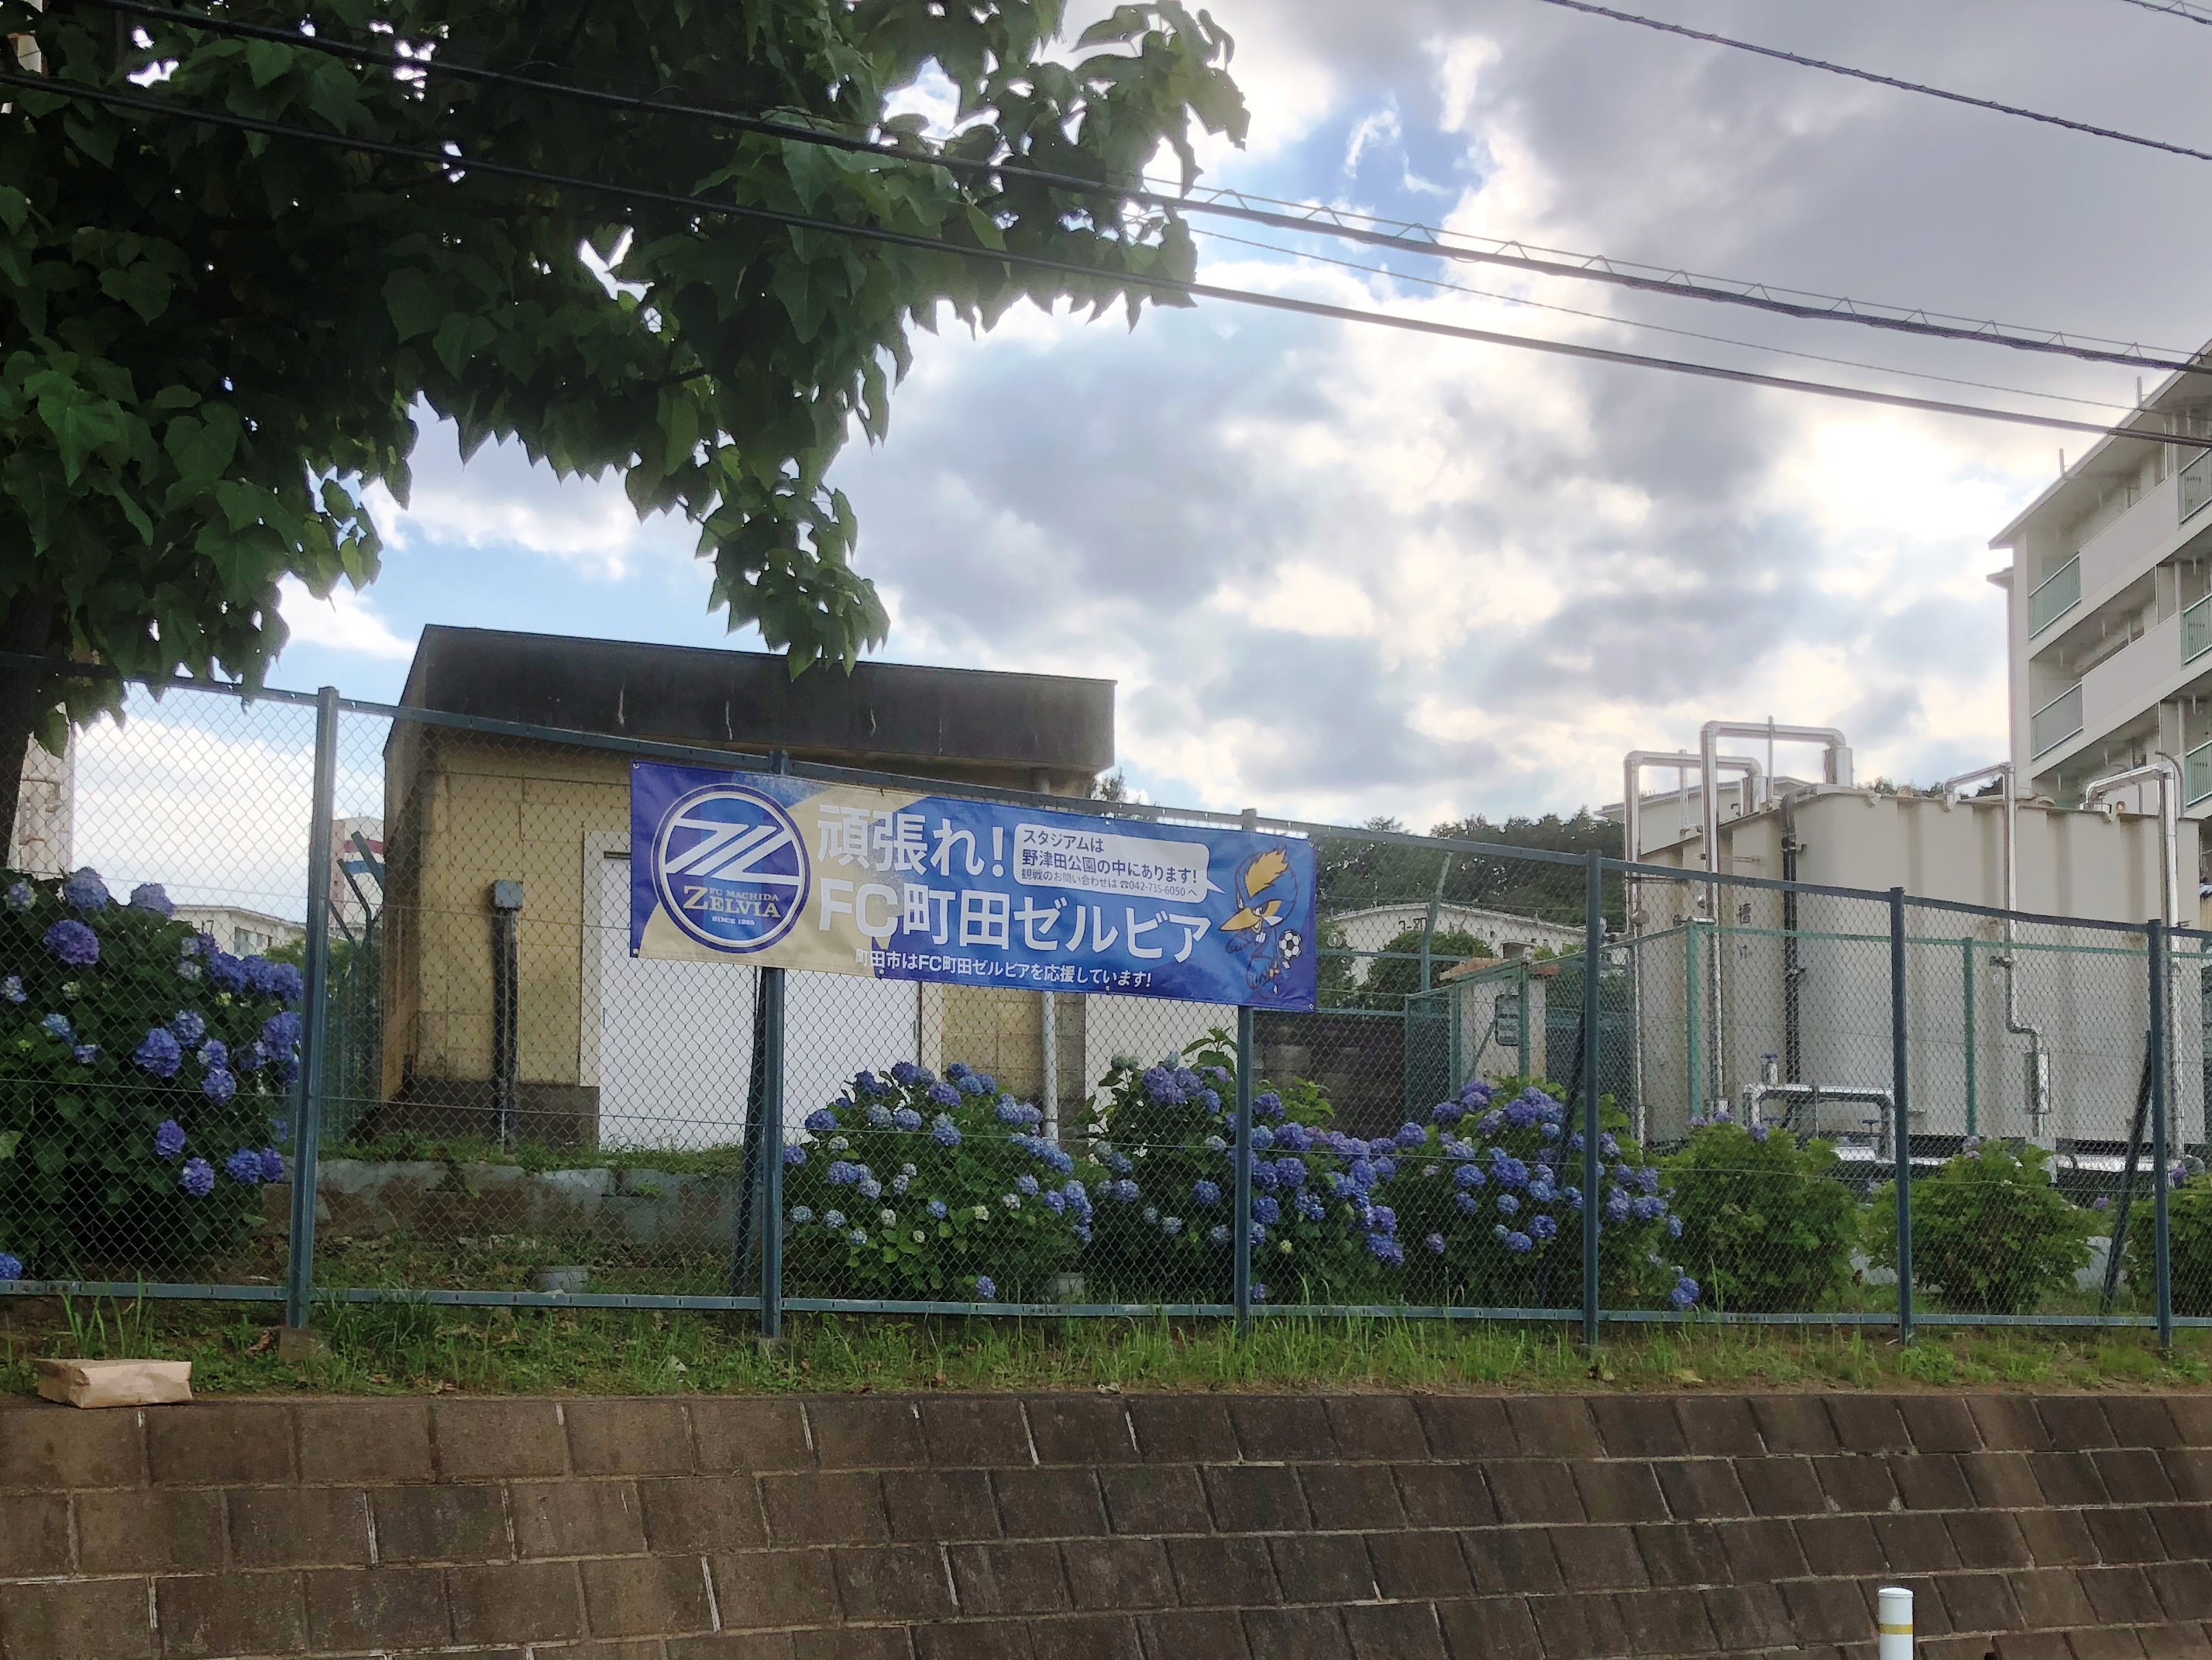 FC MACHIDA
ZELVIA
SINCE 1989
頑張れ!
FC町田ゼルビア
スタジアムは
野津田公園の中にあります!
観戦のお問い合わせは ☎042-735-6050 へ
町田市はFC町田ゼルビアを応援しています!